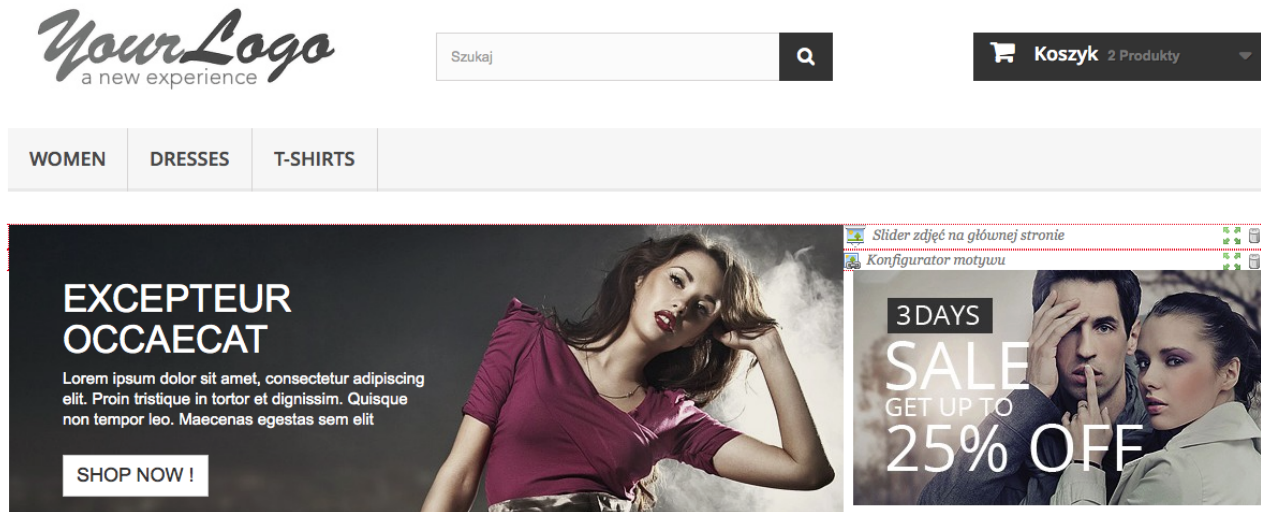 YourLogo
a new experience
Szukaj
Koszyk 2 Produkty
WOMEN
DRESSES
T-SHIRTS
EXCEPTEUR
OCCAECAT
Lorem ipsum dolor sit amet, consectetur adipiscing
elit. Proin tristique in tortor et dignissim. Quisque
non tempor leo. Maecenas egestas sem elit
SHOP NOW !
Slider zdjęć na głównej stronie
Konfigurator motywu
3 DAYS
SALE
GET UP TO
25% OFF